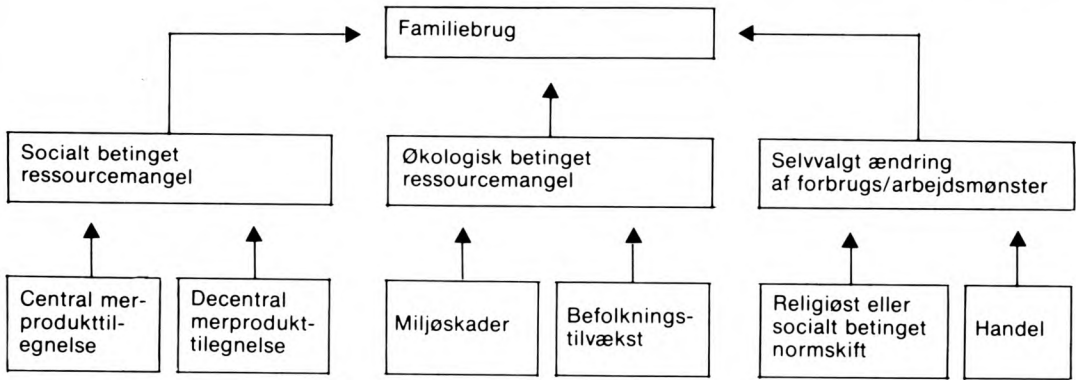 Familiebrug
Socialt betinget
ressourcemangel
Økologisk betinget
ressourcemangel
Selvvalgt ændring
af forbrugs/arbejdsmønster
Central mer-
produkttil-
egnelse
Decentral
merprodukt-
tilegnelse
Miljøskader
Befolknings-
tilvækst
Religiøst eller
socialt betinget
normskift
Handel